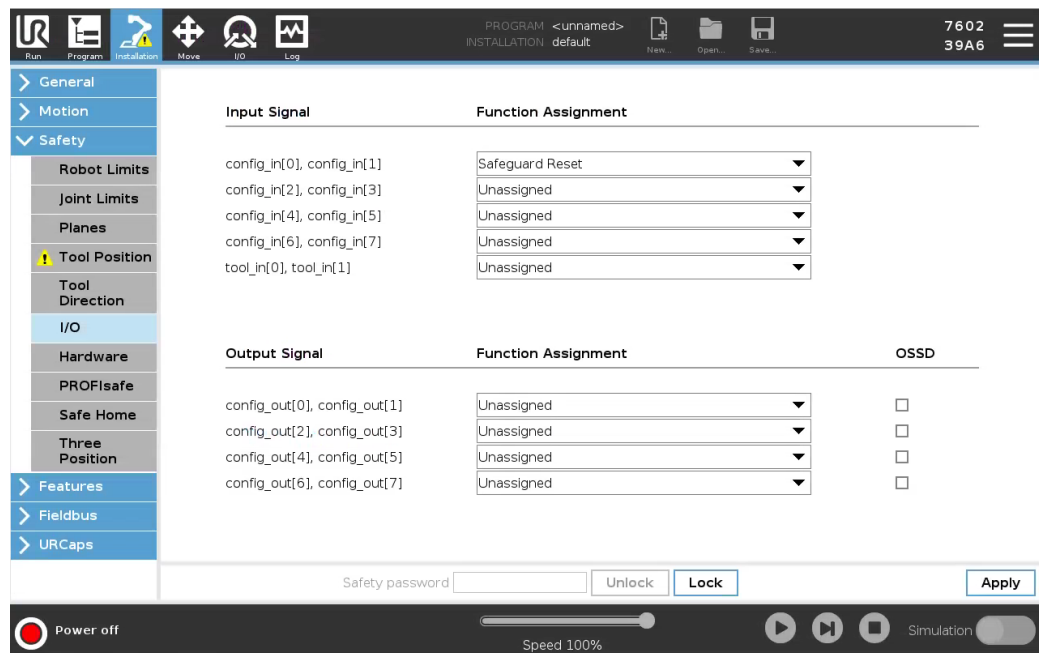 UR
PROGRAM <unnamed>
INSTALLATION default
7602
39A6
Run
Program
Installation
Move
I/O
Log
New...
Open...
Save...
General
Motion
Safety
Robot Limits
Joint Limits
Planes
Tool Position
Tool
Direction
I/O
Hardware
PROFIsafe
Safe Home
Three
Position
Features
Fieldbus
URCaps
Input Signal Function Assignment
config_in[0], config_in[1] Safeguard Reset
config_in[2], config_in[3] Unassigned
config_in[4], config_in[5] Unassigned
config_in[6], config_in[7] Unassigned
tool_in[0], tool_in[1] Unassigned
Output Signal Function Assignment OSSD
config_out[0], config_out[1] Unassigned
config_out[2], config_out[3] Unassigned
config_out[4], config_out[5] Unassigned
config_out[6], config_out[7] Unassigned
Safety password Unlock Lock Apply
Power off
Speed 100%
Simulation